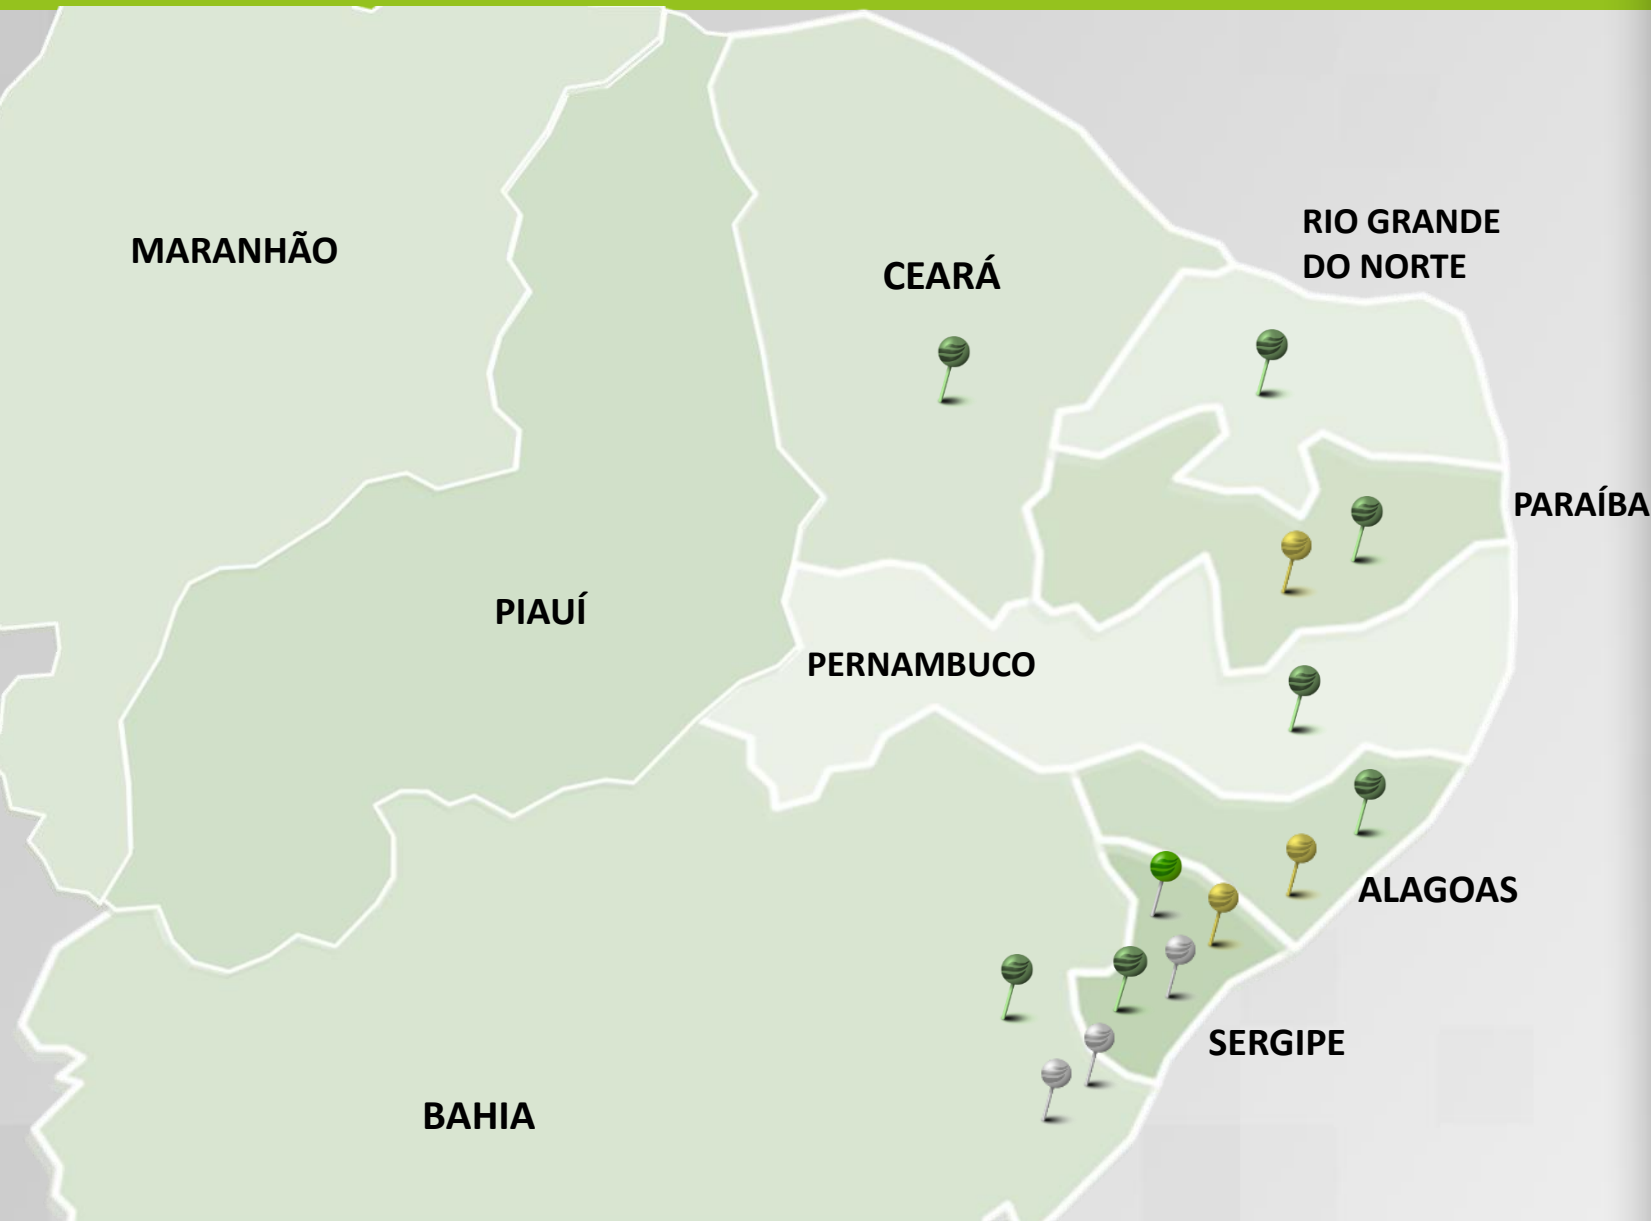 MARANHÃO
CEARÁ
RIO GRANDE
DO NORTE
PARAÍBA
PIAUÍ
PERNAMBUCO
ALAGOAS
SERGIPE
BAHIA